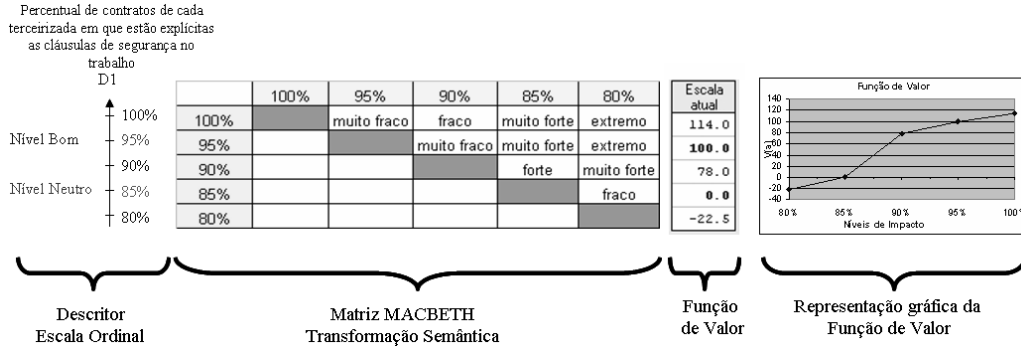 Percentual de contratos de cada
terceirizada em que estão explícitas
as cláusulas de segurança no
trabalho
D1
100%
Nível Bom 95%
90%
Nível Neutro 85%
80%
100% 95% 90% 85% 80%
100% muito fraco fraco muito forte extremo
95% muito fraco muito forte extremo
90% forte muito forte
85% fraco
80%
Escala
atual
114.0
100.0
78.0
0.0
-22.5
Função de Valor
V(a)
140
120
100
80
60
40
20
0
-20
-40
80% 85% 90% 95% 100%
Níveis de Impacto
Descritor
Escala Ordinal
Matriz MACBETH
Transformação Semântica
Função
de Valor
Representação gráfica da
Função de Valor